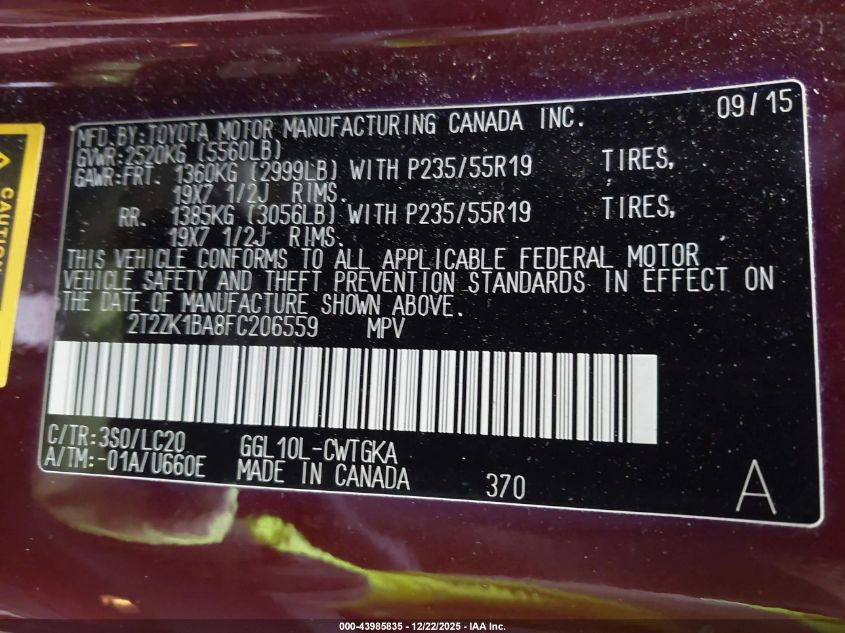 09/15
MFD.BY:TOYOTA MOTOR MANUFACTURING CANADA INC.
GVWR:2520KG (5560LB)
GAWR:FRT. 1360KG (2999LB) WITH P235/55R19 TIRES,
19X7 1/2J RIMS.
RR. 1385KG (3056LB) WITH P235/55R19 TIRES,
19X7 1/2J RIMS.
THIS VEHICLE CONFORMS TO ALL APPLICABLE FEDERAL MOTOR
VEHICLE SAFETY AND THEFT PREVENTION STANDARDS IN EFFECT ON
THE DATE OF MANUFACTURE SHOWN ABOVE.
2T2ZK1BA8FC206559 MPV
C/TR:3S0/LC20 GGL10L-CWTGKA
A/TM:-01A/U660E MADE IN CANADA 370 A
CAUTION
000-43985835 - 12/22/2025 - IAA Inc.